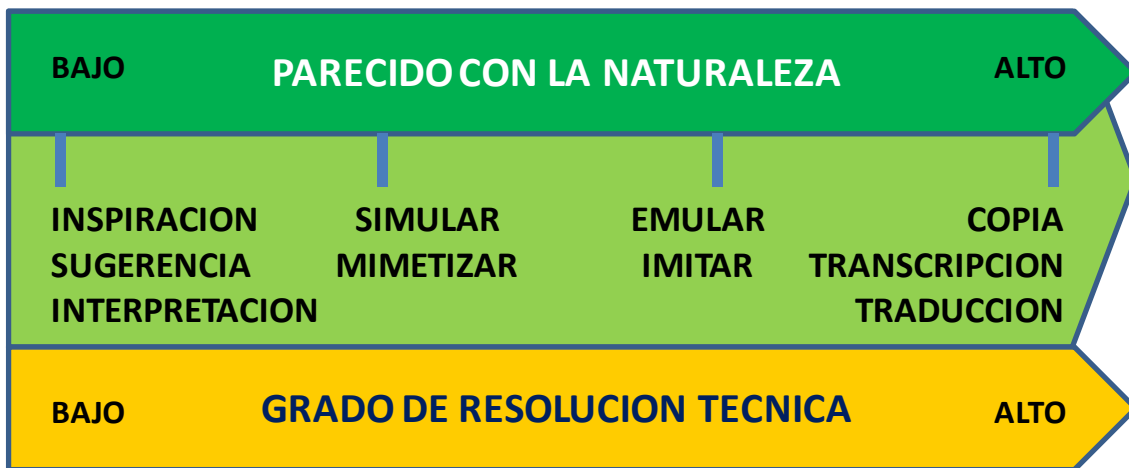 BAJO PARECIDO CON LA NATURALEZA ALTO
INSPIRACION SIMULAR EMULAR COPIA
SUGERENCIA MIMETIZAR IMITAR TRANSCRIPCION
INTERPRETACION TRADUCCION
BAJO GRADO DE RESOLUCION TECNICA ALTO